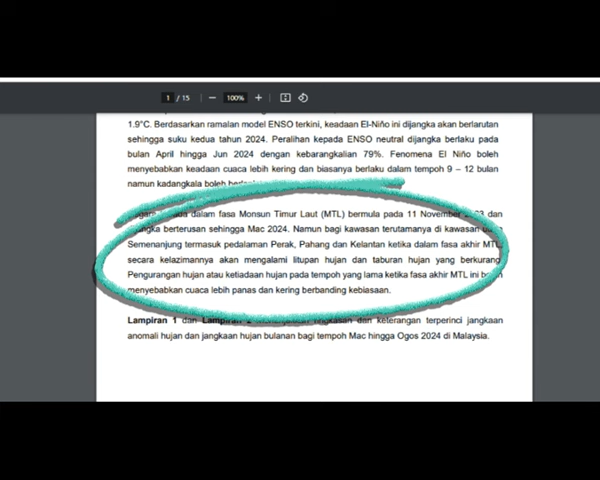 1 / 15 100%
1.9°C. Berdasarkan ramalan model ENSO terkini, keadaan El-Niño ini dijangka akan berlarutan
sehingga suku kedua tahun 2024. Peralihan kepada ENSO neutral dijangka berlaku pada
bulan April hingga Jun 2024 dengan kebarangkalian 79%. Fenomena El Niño boleh
menyebabkan keadaan cuaca lebih kering dan biasanya berlaku dalam tempoh 9 – 12 bulan
namun kadangkala boleh
dalam fasa Monsun Timur Laut (MTL) bermula pada 11 November dan
berterusan sehingga Mac 2024. Namun bagi kawasan terutamanya di kawasan
Semenanjung termasuk pedalaman Perak, Pahang dan Kelantan ketika dalam fasa akhir MTL
secara kelazimannya akan mengalami litupan hujan dan taburan hujan yang berkurang.
Pengurangan hujan atau ketiadaan hujan pada tempoh yang lama ketika fasa akhir MTL ini
menyebabkan cuaca lebih panas dan kering berbanding kebiasaan.
Lampiran 1 dan Lampiran dan keterangan terperinci jangkaan
anomali hujan dan jangkaan hujan bulanan bagi tempoh Mac hingga Ogos 2024 di Malaysia.